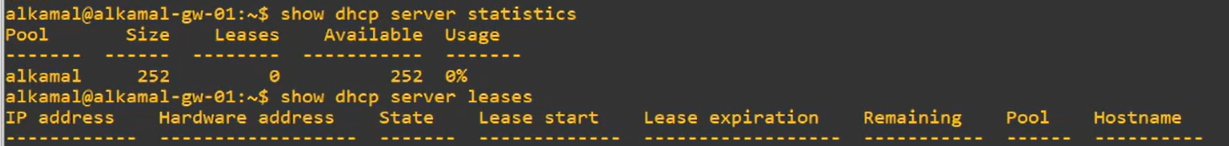 alkamal@alkamal-gw-01:~$ show dhcp server statistics
Pool       Size    Leases    Available  Usage
-------  ------  --------  -----------  -------
alkamal     252         0          252  0%
alkamal@alkamal-gw-01:~$ show dhcp server leases
IP address    Hardware address    State    Lease start    Lease expiration    Remaining    Pool    Hostname
------------  ------------------  -------  -------------  ------------------  -----------  ------  ----------